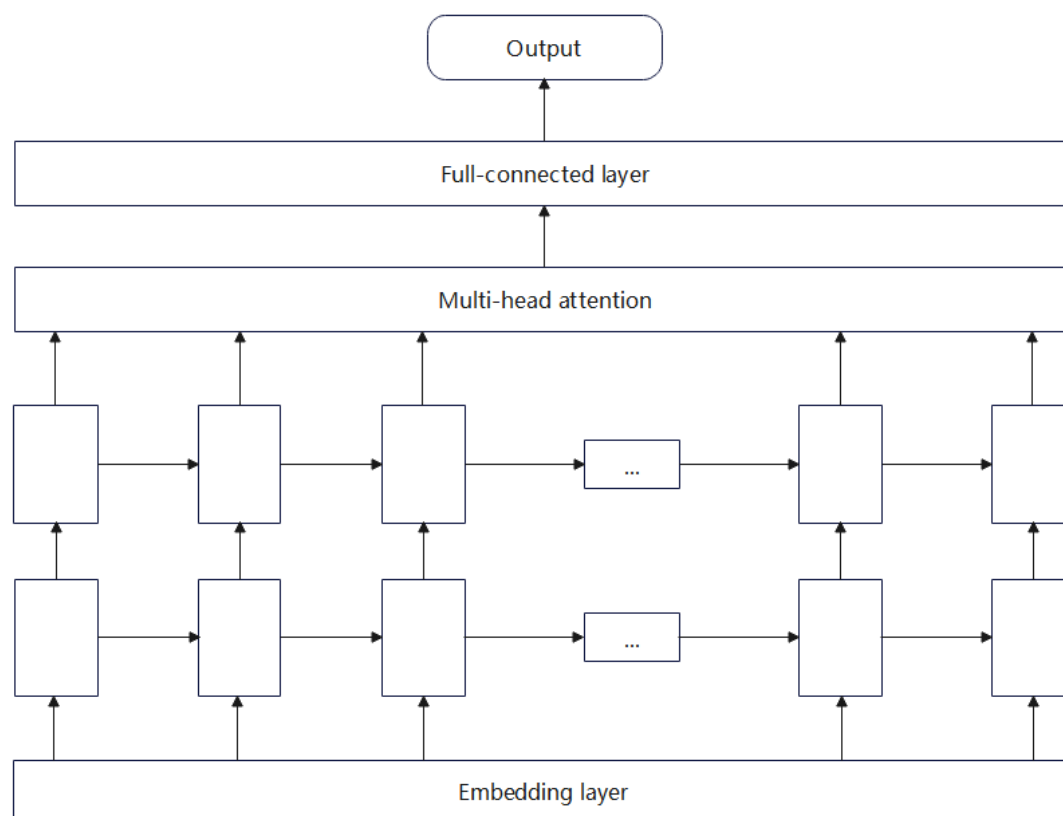 Output
Full-connected layer
Multi-head attention
...
...
Embedding layer